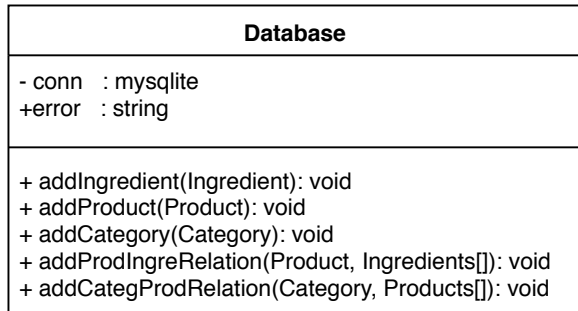 Database
- conn : mysqlite
+error : string
+ addIngredient(Ingredient): void
+ addProduct(Product): void
+ addCategory(Category): void
+ addProdIngreRelation(Product, Ingredients[]): void
+ addCategProdRelation(Category, Products[]): void